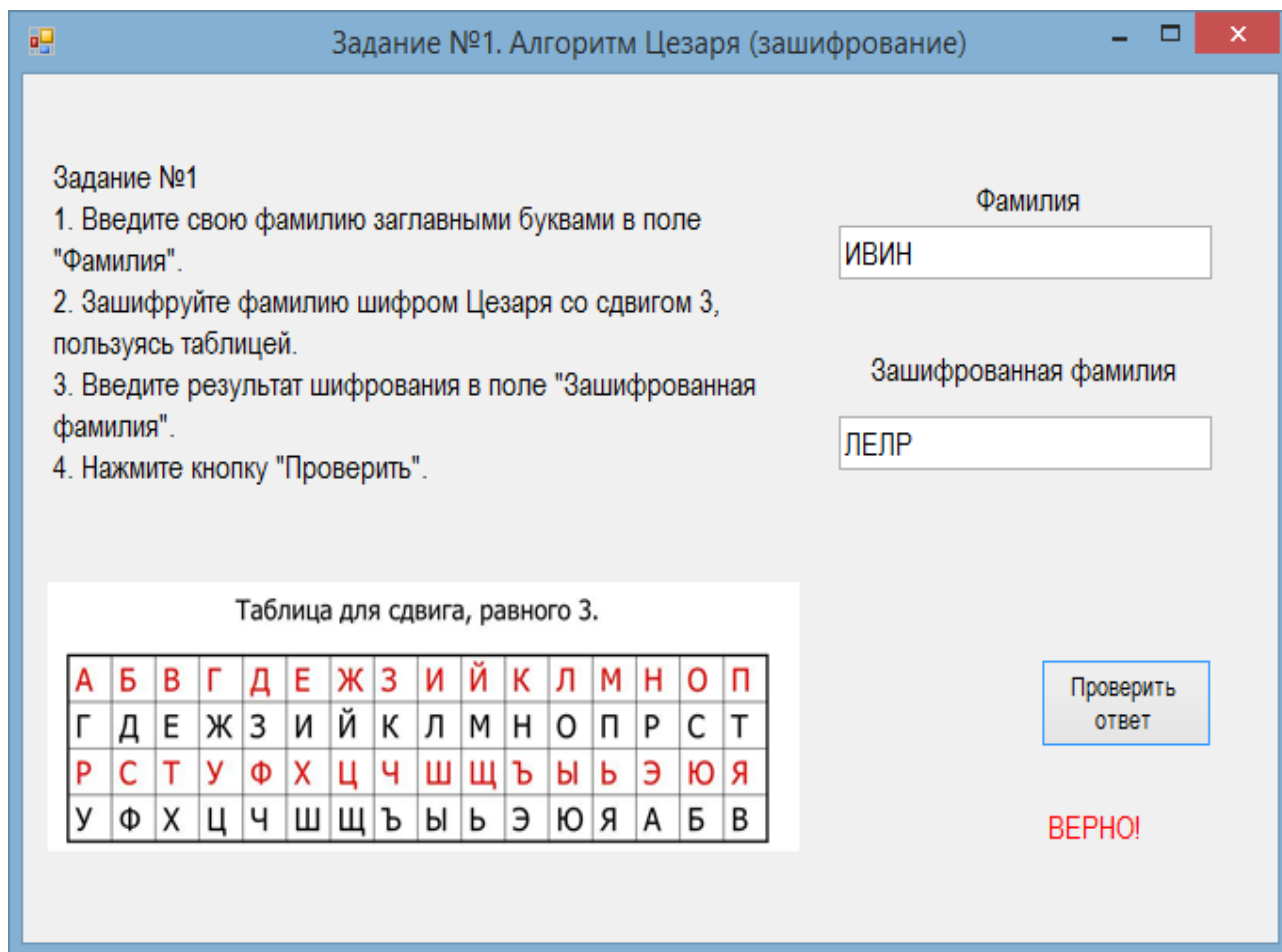 Задание №1. Алгоритм Цезаря (зашифрование)
Задание №1
1. Введите свою фамилию заглавными буквами в поле
"Фамилия".
2. Зашифруйте фамилию шифром Цезаря со сдвигом 3,
пользуясь таблицей.
3. Введите результат шифрования в поле "Зашифрованная
фамилия".
4. Нажмите кнопку "Проверить".
Фамилия
ИВИН
Зашифрованная фамилия
ЛЕЛР
Таблица для сдвига, равного 3.
А Б В Г Д Е Ж З И Й К Л М Н О П
Г Д Е Ж З И Й К Л М Н О П Р С Т
Р С Т У Ф Х Ц Ч Ш Щ Ъ Ы Ь Э Ю Я
У Ф Х Ц Ч Ш Щ Ъ Ы Ь Э Ю Я А Б В
Проверить
ответ
ВЕРНО!